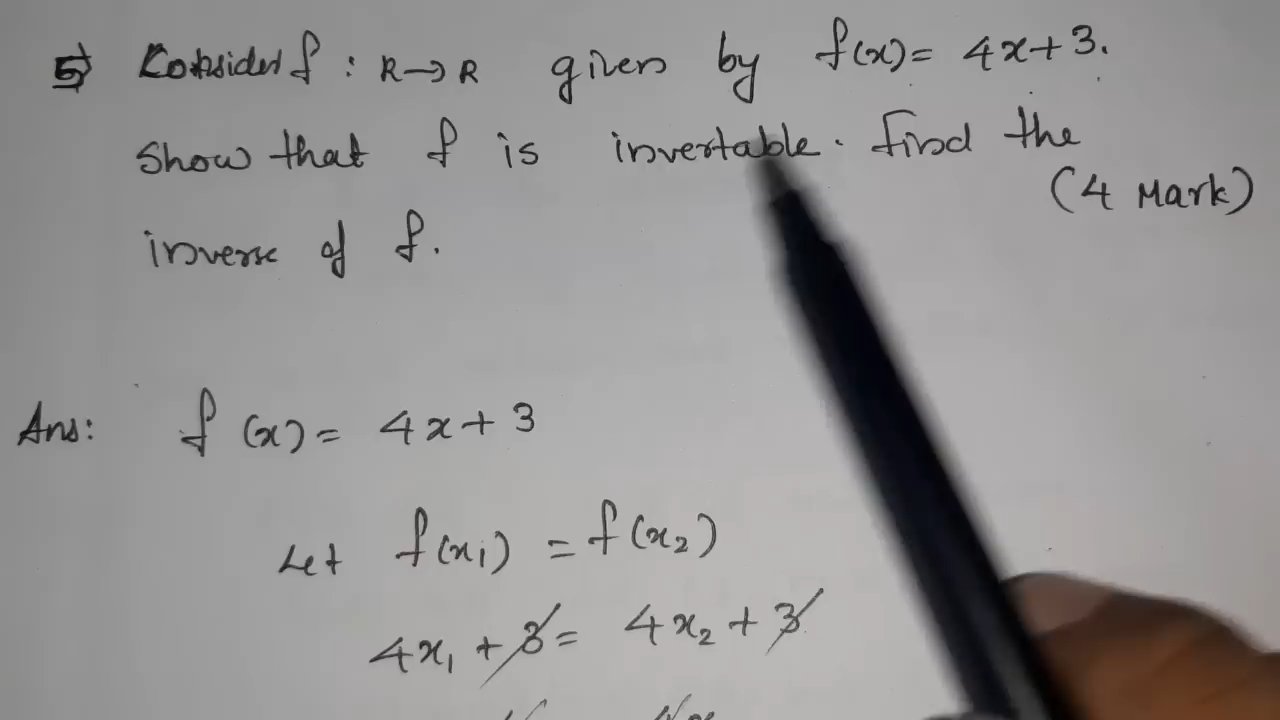 5) Consider f : R→R given by f(x) = 4x+3.
Show that f is invertable. Find the
(4 Mark)
inverse of f.
Ans: f(x) = 4x+3
Let f(x₁) = f(x₂)
4x₁ + 3 = 4x₂ + 3